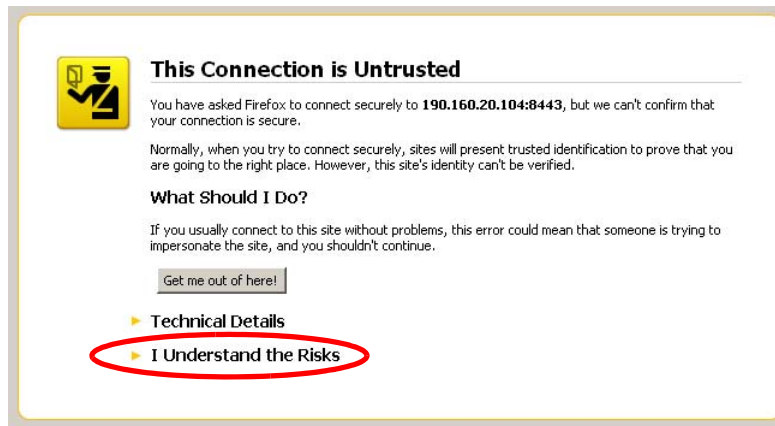 This Connection is Untrusted
You have asked Firefox to connect securely to 190.160.20.104:8443, but we can't confirm that
your connection is secure.
Normally, when you try to connect securely, sites will present trusted identification to prove that you
are going to the right place. However, this site's identity can't be verified.
What Should I Do?
If you usually connect to this site without problems, this error could mean that someone is trying to
impersonate the site, and you shouldn't continue.
Get me out of here!
Technical Details
I Understand the Risks